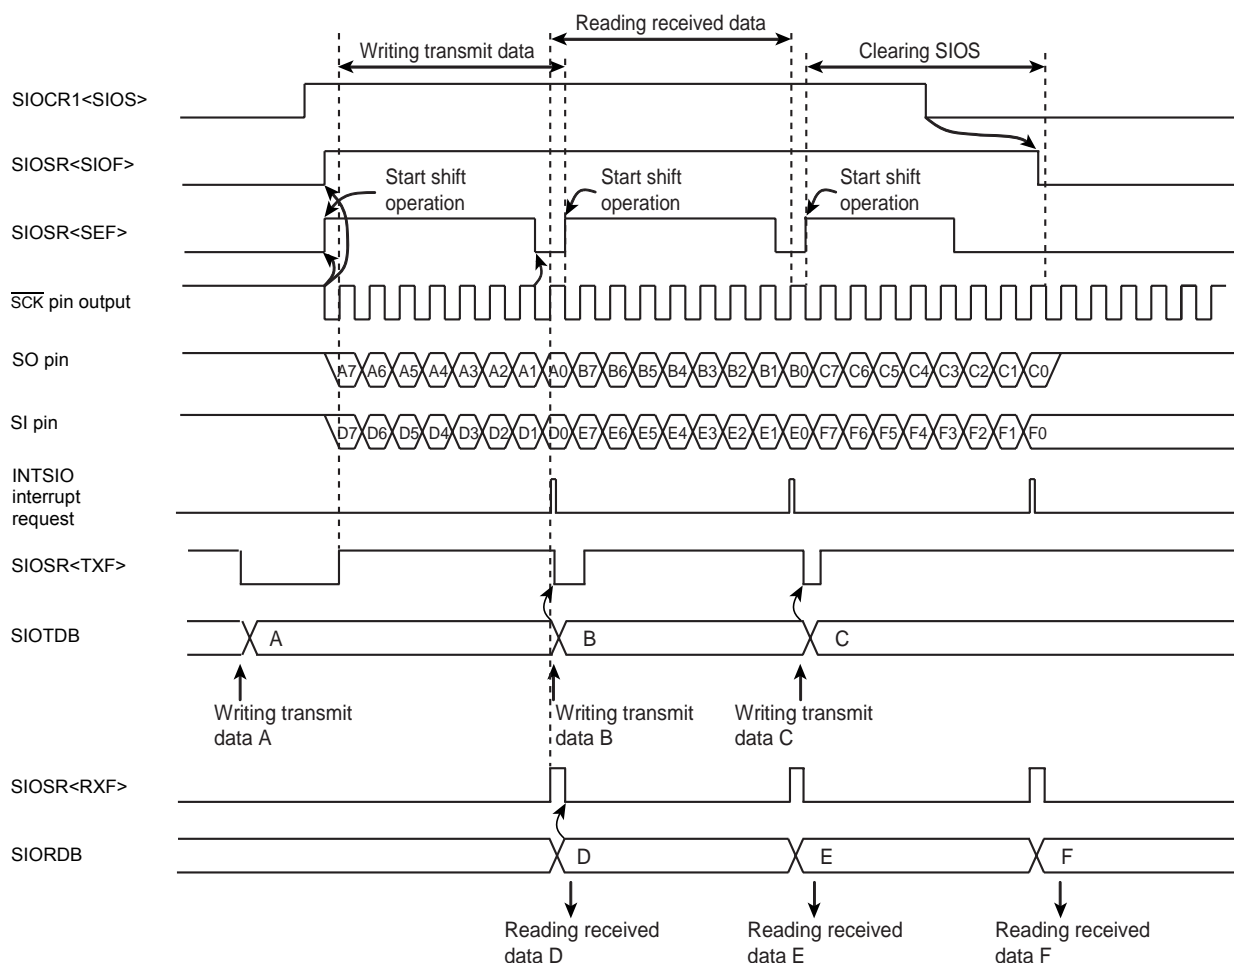 Reading received data
Writing transmit data
Clearing SIOS
SIOCR1<SIOS>
SIOSR<SIOF>
Start shift
operation
Start shift
operation
Start shift
operation
SIOSR<SEF>
SCK pin output
SO pin
A7 A6 A5 A4 A3 A2 A1 A0 B7 B6 B5 B4 B3 B2 B1 B0 C7 C6 C5 C4 C3 C2 C1 C0
SI pin
D7 D6 D5 D4 D3 D2 D1 D0 E7 E6 E5 E4 E3 E2 E1 E0 F7 F6 F5 F4 F3 F2 F1 F0
INTSIO
interrupt
request
SIOSR<TXF>
SIOTDB
A B C
Writing transmit
data A
Writing transmit
data B
Writing transmit
data C
SIOSR<RXF>
SIORDB
D E F
Reading received
data D
Reading received
data E
Reading received
data F